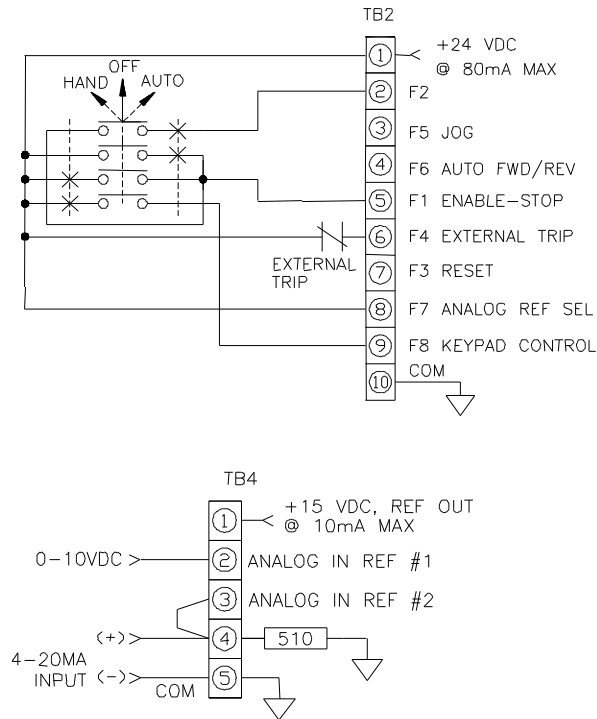 TB2
1 +24 VDC
@ 80mA MAX
OFF
HAND AUTO
2 F2
3 F5 JOG
4 F6 AUTO FWD/REV
5 F1 ENABLE-STOP
6 F4 EXTERNAL TRIP
EXTERNAL
TRIP
7 F3 RESET
8 F7 ANALOG REF SEL
9 F8 KEYPAD CONTROL
10 COM
TB4
1 +15 VDC, REF OUT
@ 10mA MAX
0-10VDC 2 ANALOG IN REF #1
3 ANALOG IN REF #2
(+) 4 510
4-20MA
INPUT (-) COM 5